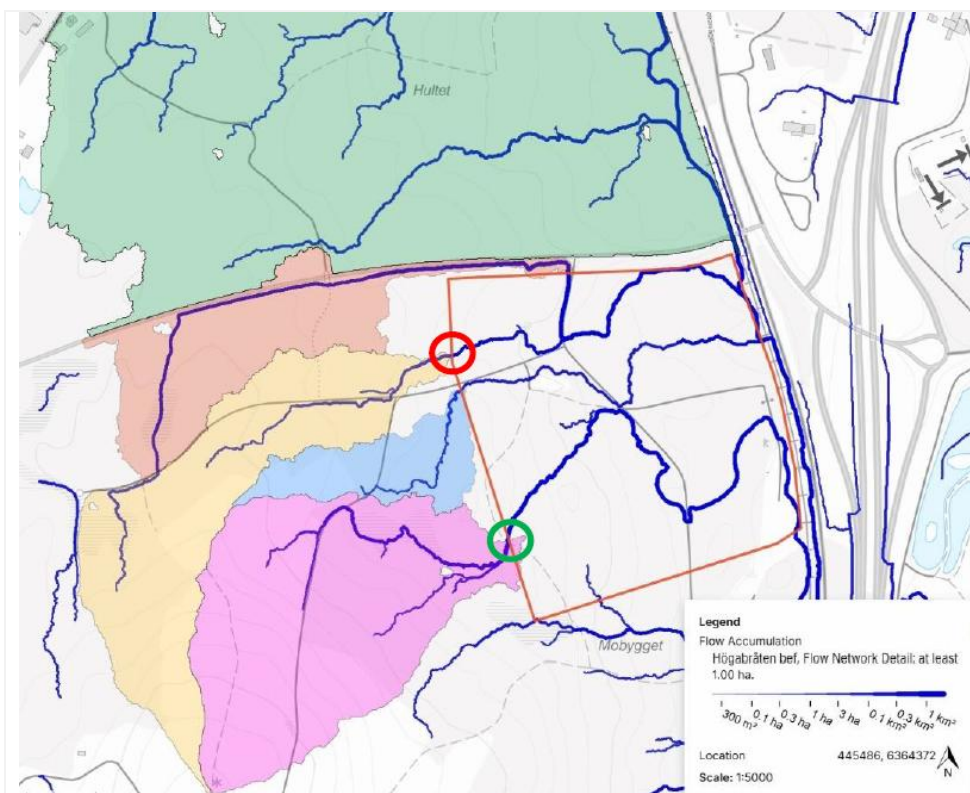 Hultet
Mobygget
Legend
Flow Accumulation
Högabråten bef, Flow Network Detail: at least
1.00 ha.
300 m² 0.1 ha 0.3 ha 1 ha 3 ha 0.1 km² 0.3 km² 1 km²
Location 445486, 6364372
N
Scale: 1:5000